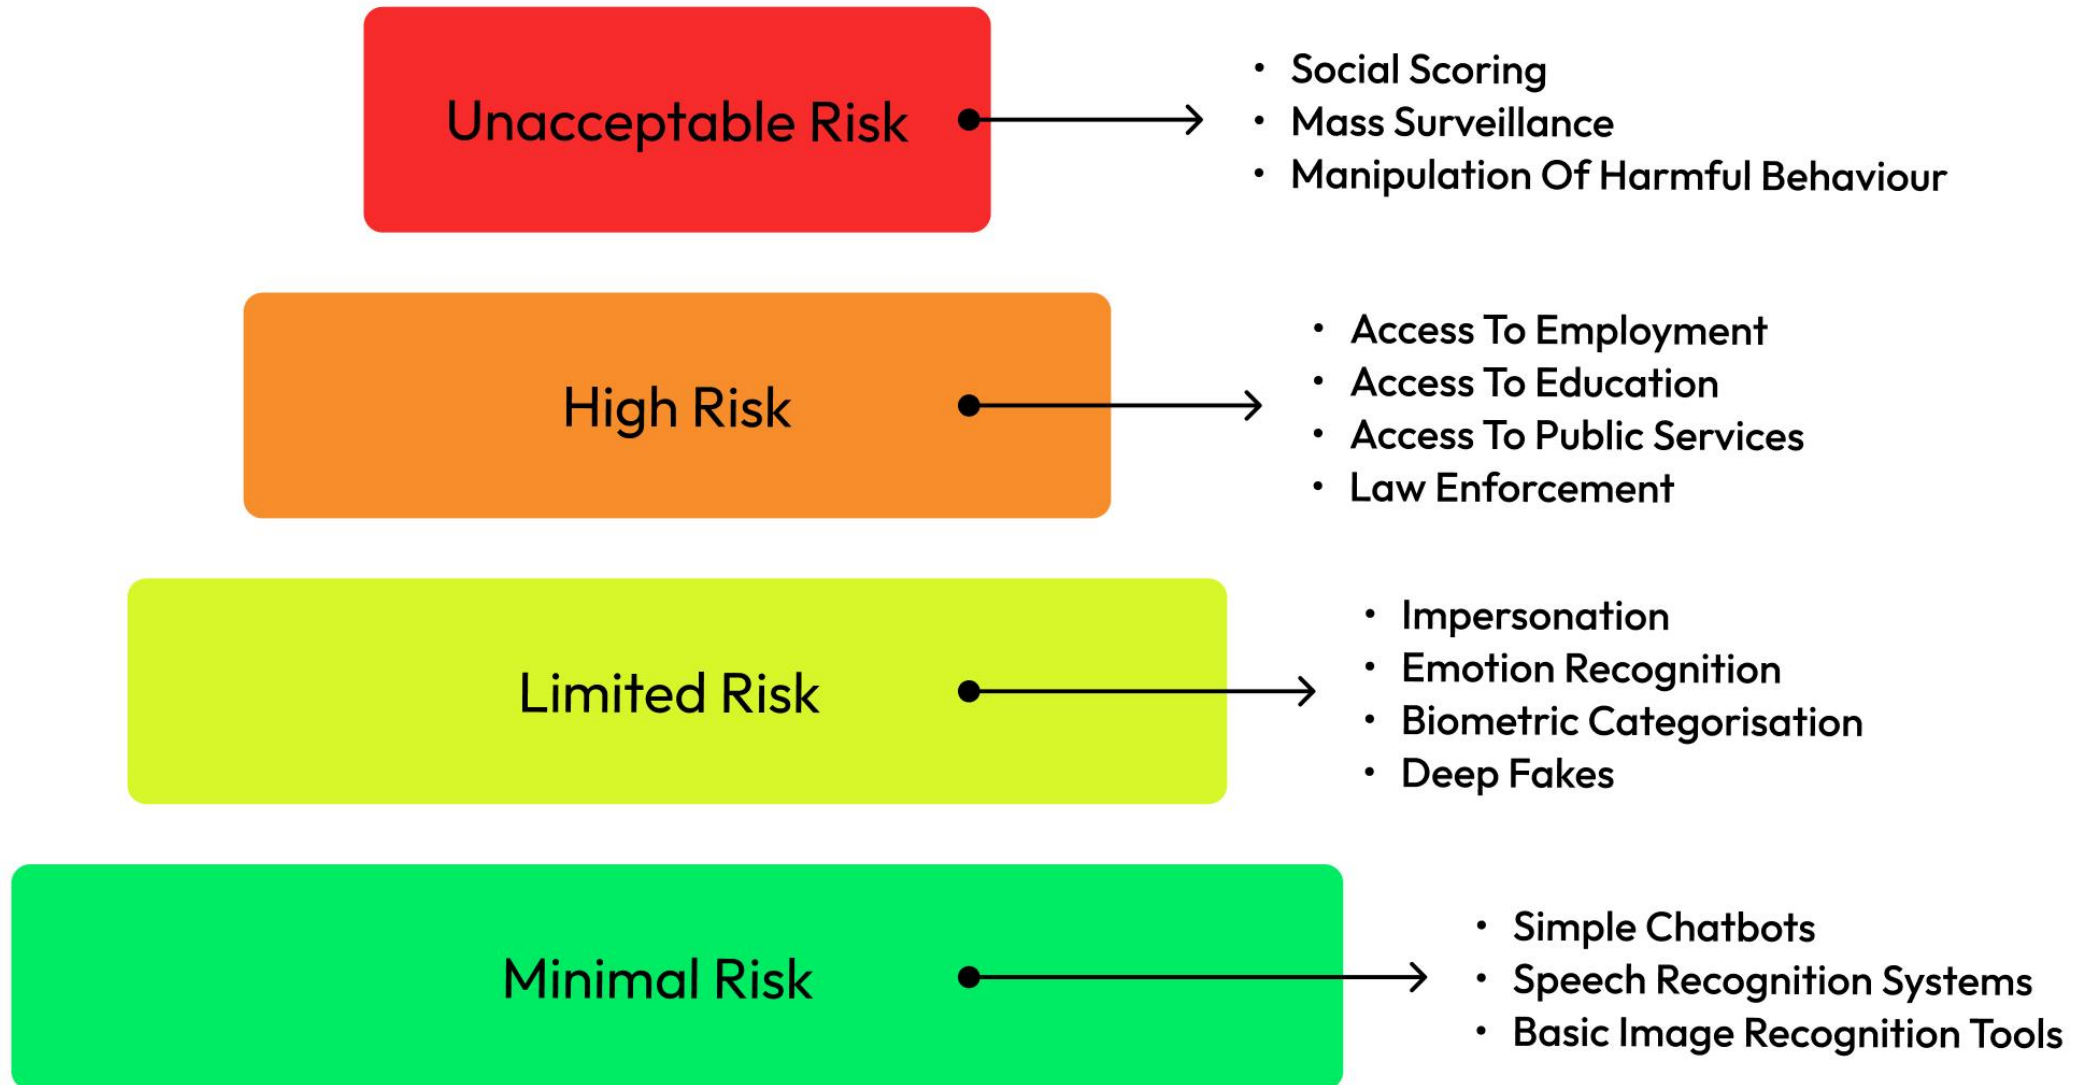 Unacceptable Risk
• Social Scoring
• Mass Surveillance
• Manipulation Of Harmful Behaviour
High Risk
• Access To Employment
• Access To Education
• Access To Public Services
• Law Enforcement
Limited Risk
• Impersonation
• Emotion Recognition
• Biometric Categorisation
• Deep Fakes
Minimal Risk
• Simple Chatbots
• Speech Recognition Systems
• Basic Image Recognition Tools